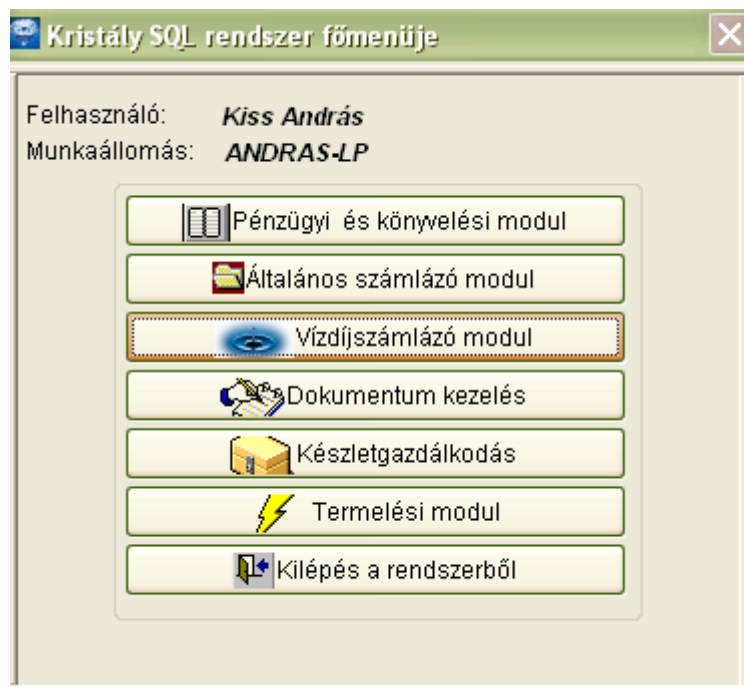 Kristály SQL rendszer főmenüje
Felhasználó: Kiss András
Munkaállomás: ANDRAS-LP
Pénzügyi és könyvelési modul
Általános számlázó modul
Vízdíjszámlázó modul
Dokumentum kezelés
Készletgazdálkodás
Termelési modul
Kilépés a rendszerből